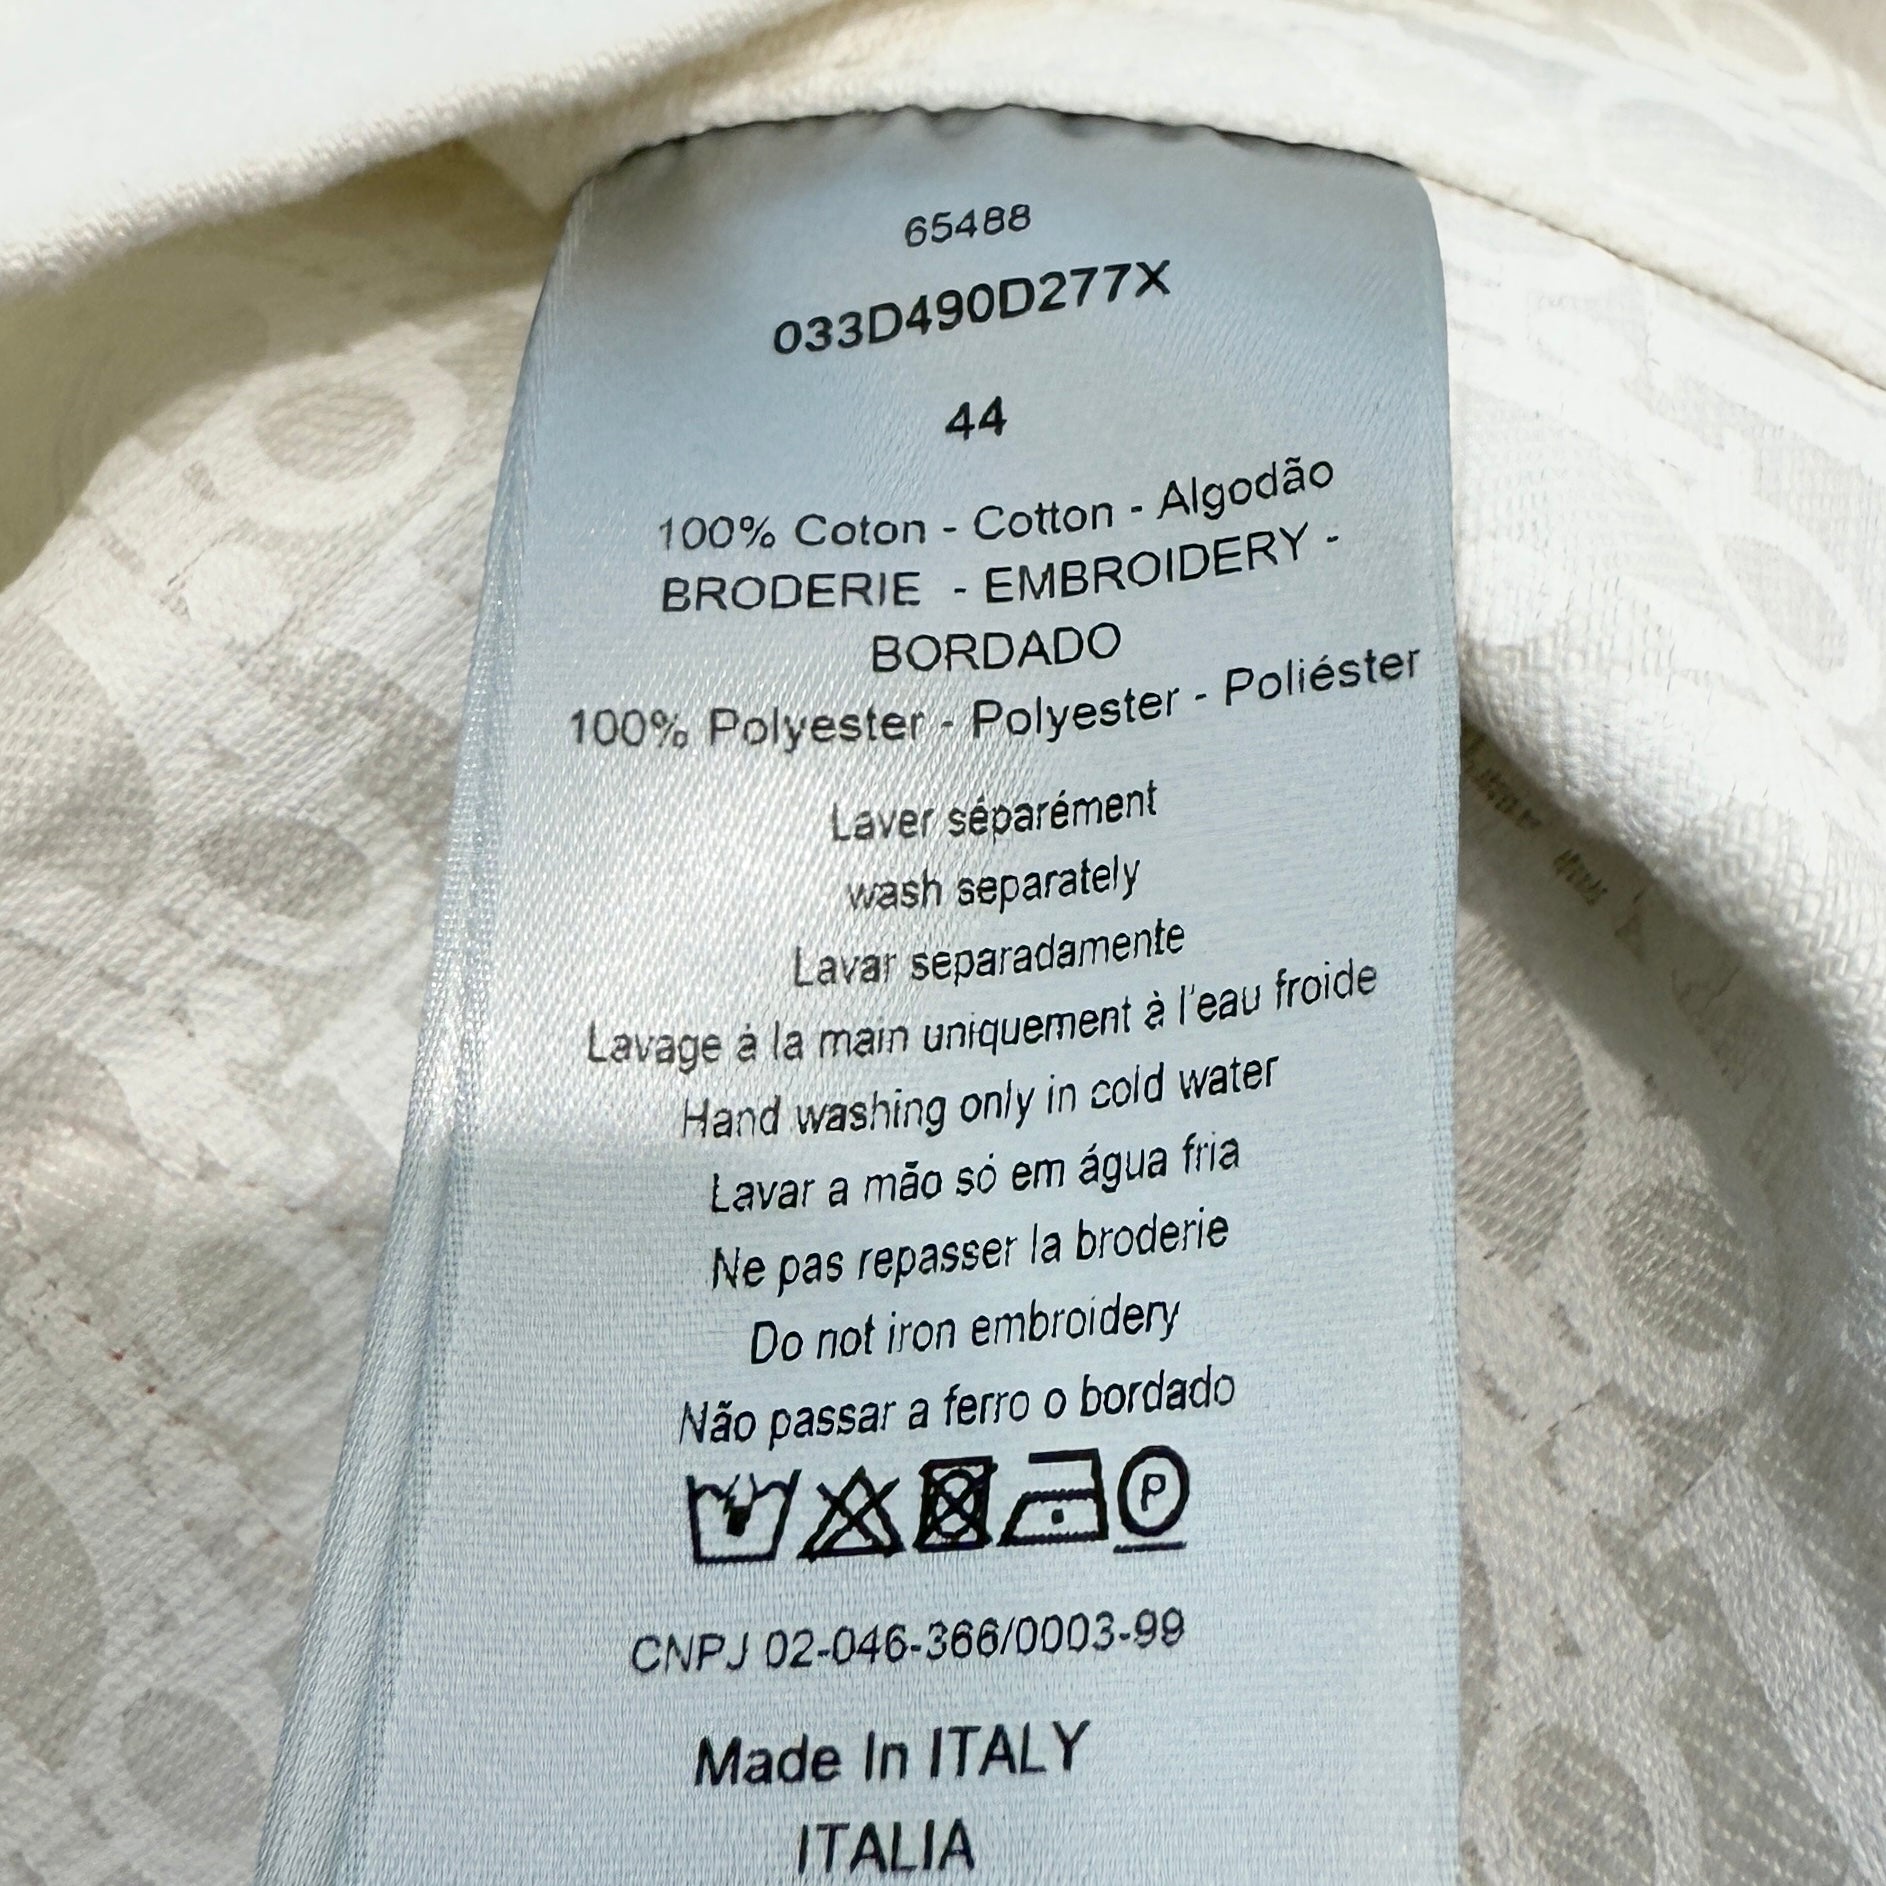 65488
033D490D277X
44
100% Coton - Cotton - Algodão
BRODERIE - EMBROIDERY -
BORDADO
100% Polyester - Polyester - Poliéster
Laver séparément
wash separately
Lavar separadamente
Lavage à la main uniquement à l'eau froide
Hand washing only in cold water
Lavar a mão só em água fria
Ne pas repasser la broderie
Do not iron embroidery
Não passar a ferro o bordado
P
CNPJ 02-046-366/0003-99
Made In ITALY
ITALIA